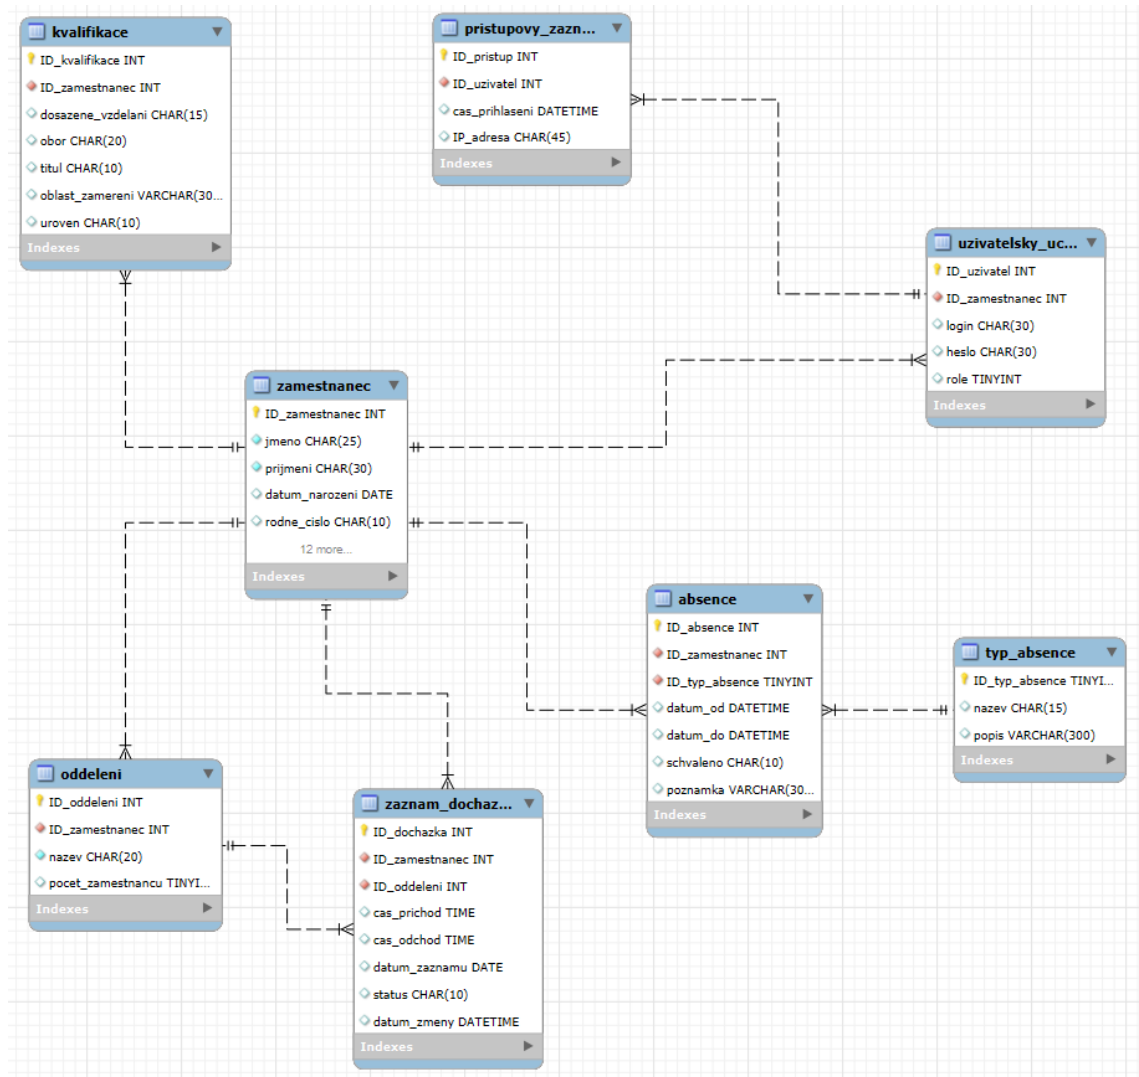 kvalifikace
ID_kvalifikace INT
ID_zamestnanec INT
dosazene_vzdelani CHAR(15)
obor CHAR(20)
titul CHAR(10)
oblast_zamereni VARCHAR(30...
uroven CHAR(10)
Indexes
pristupovy_zazn...
ID_pristup INT
ID_uzivatel INT
cas_prihlaseni DATETIME
IP_adresa CHAR(45)
Indexes
uzivatelsky_uc...
ID_uzivatel INT
ID_zamestnanec INT
login CHAR(30)
heslo CHAR(30)
role TINYINT
Indexes
zamestnanec
ID_zamestnanec INT
jmeno CHAR(25)
prijmeni CHAR(30)
datum_narozeni DATE
rodne_cislo CHAR(10)
12 more...
Indexes
absence
ID_absence INT
ID_zamestnanec INT
ID_typ_absence TINYINT
datum_od DATETIME
datum_do DATETIME
schvaleno CHAR(10)
poznamka VARCHAR(30...
Indexes
typ_absence
ID_typ_absence TINYI...
nazev CHAR(15)
popis VARCHAR(300)
Indexes
oddeleni
ID_oddeleni INT
ID_zamestnanec INT
nazev CHAR(20)
pocet_zamestnancu TINYI...
Indexes
zaznam_dochaz...
ID_dochazka INT
ID_zamestnanec INT
ID_oddeleni INT
cas_prichod TIME
cas_odchod TIME
datum_zaznamu DATE
status CHAR(10)
datum_zmeny DATETIME
Indexes